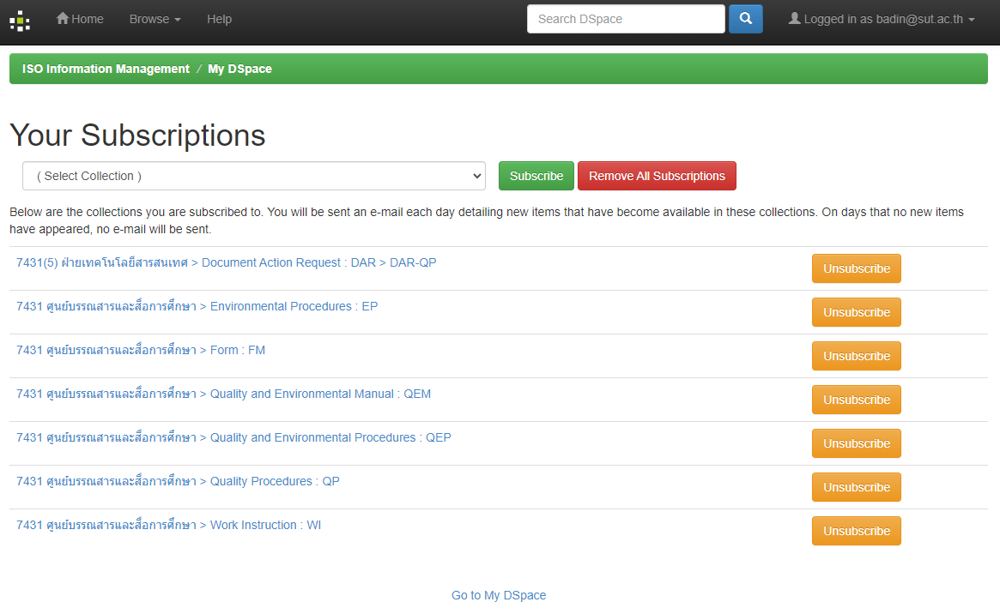 Home Browse Help Search DSpace Logged in as badin@sut.ac.th
ISO Information Management / My DSpace
Your Subscriptions
( Select Collection ) Subscribe Remove All Subscriptions
Below are the collections you are subscribed to. You will be sent an e-mail each day detailing new items that have become available in these collections. On days that no new items
have appeared, no e-mail will be sent.
7431(5) ฝ่ายเทคโนโลยีสารสนเทศ > Document Action Request : DAR > DAR-QP Unsubscribe
7431 ศูนย์บรรณสารและสื่อการศึกษา > Environmental Procedures : EP Unsubscribe
7431 ศูนย์บรรณสารและสื่อการศึกษา > Form : FM Unsubscribe
7431 ศูนย์บรรณสารและสื่อการศึกษา > Quality and Environmental Manual : QEM Unsubscribe
7431 ศูนย์บรรณสารและสื่อการศึกษา > Quality and Environmental Procedures : QEP Unsubscribe
7431 ศูนย์บรรณสารและสื่อการศึกษา > Quality Procedures : QP Unsubscribe
7431 ศูนย์บรรณสารและสื่อการศึกษา > Work Instruction : WI Unsubscribe
Go to My DSpace